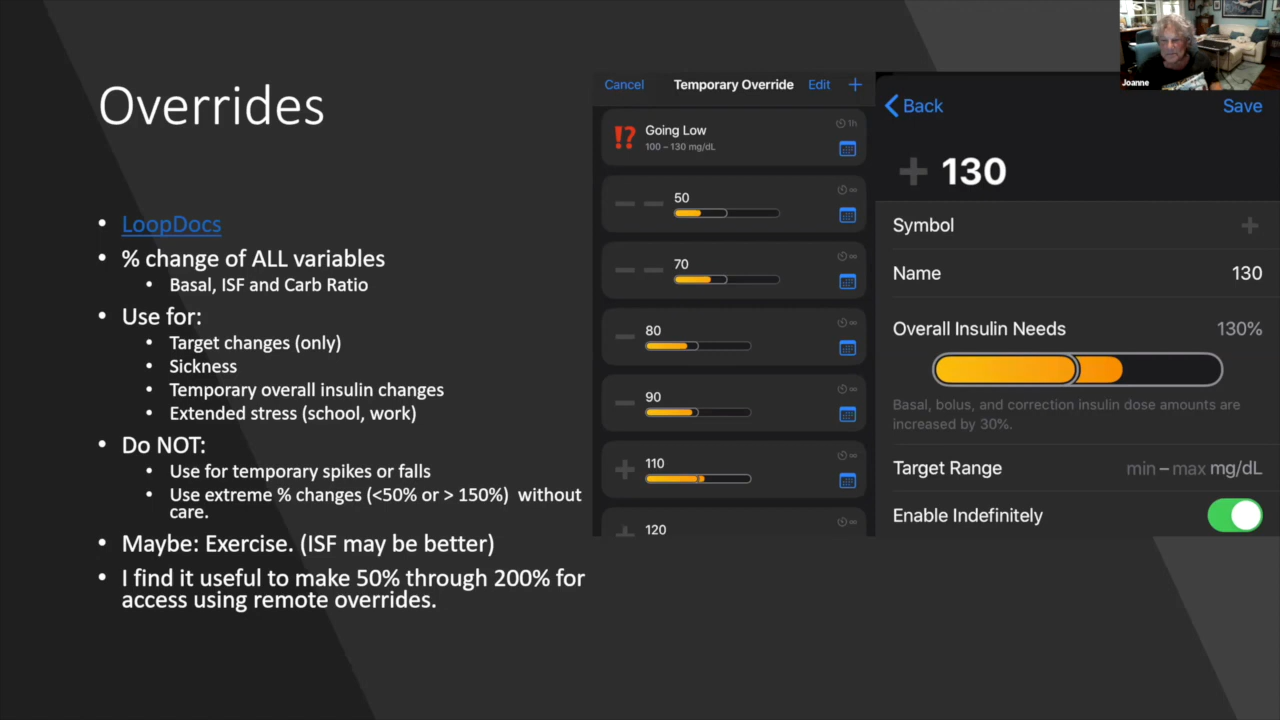 Overrides
LoopDocs
% change of ALL variables
Basal, ISF and Carb Ratio
Use for:
Target changes (only)
Sickness
Temporary overall insulin changes
Extended stress (school, work)
Do NOT:
Use for temporary spikes or falls
Use extreme % changes (<50% or > 150%) without
care.
Maybe: Exercise. (ISF may be better)
I find it useful to make 50% through 200% for
access using remote overrides.
Cancel Temporary Override Edit +
⁉ Going Low 1h
100 – 130 mg/dL
50 ∞
70 ∞
80 ∞
90 ∞
110 ∞
120 ∞
Back Save
+ 130
Symbol +
Name 130
Overall Insulin Needs 130%
Basal, bolus, and correction insulin dose amounts are
increased by 30%.
Target Range min – max mg/dL
Enable Indefinitely
Joanne